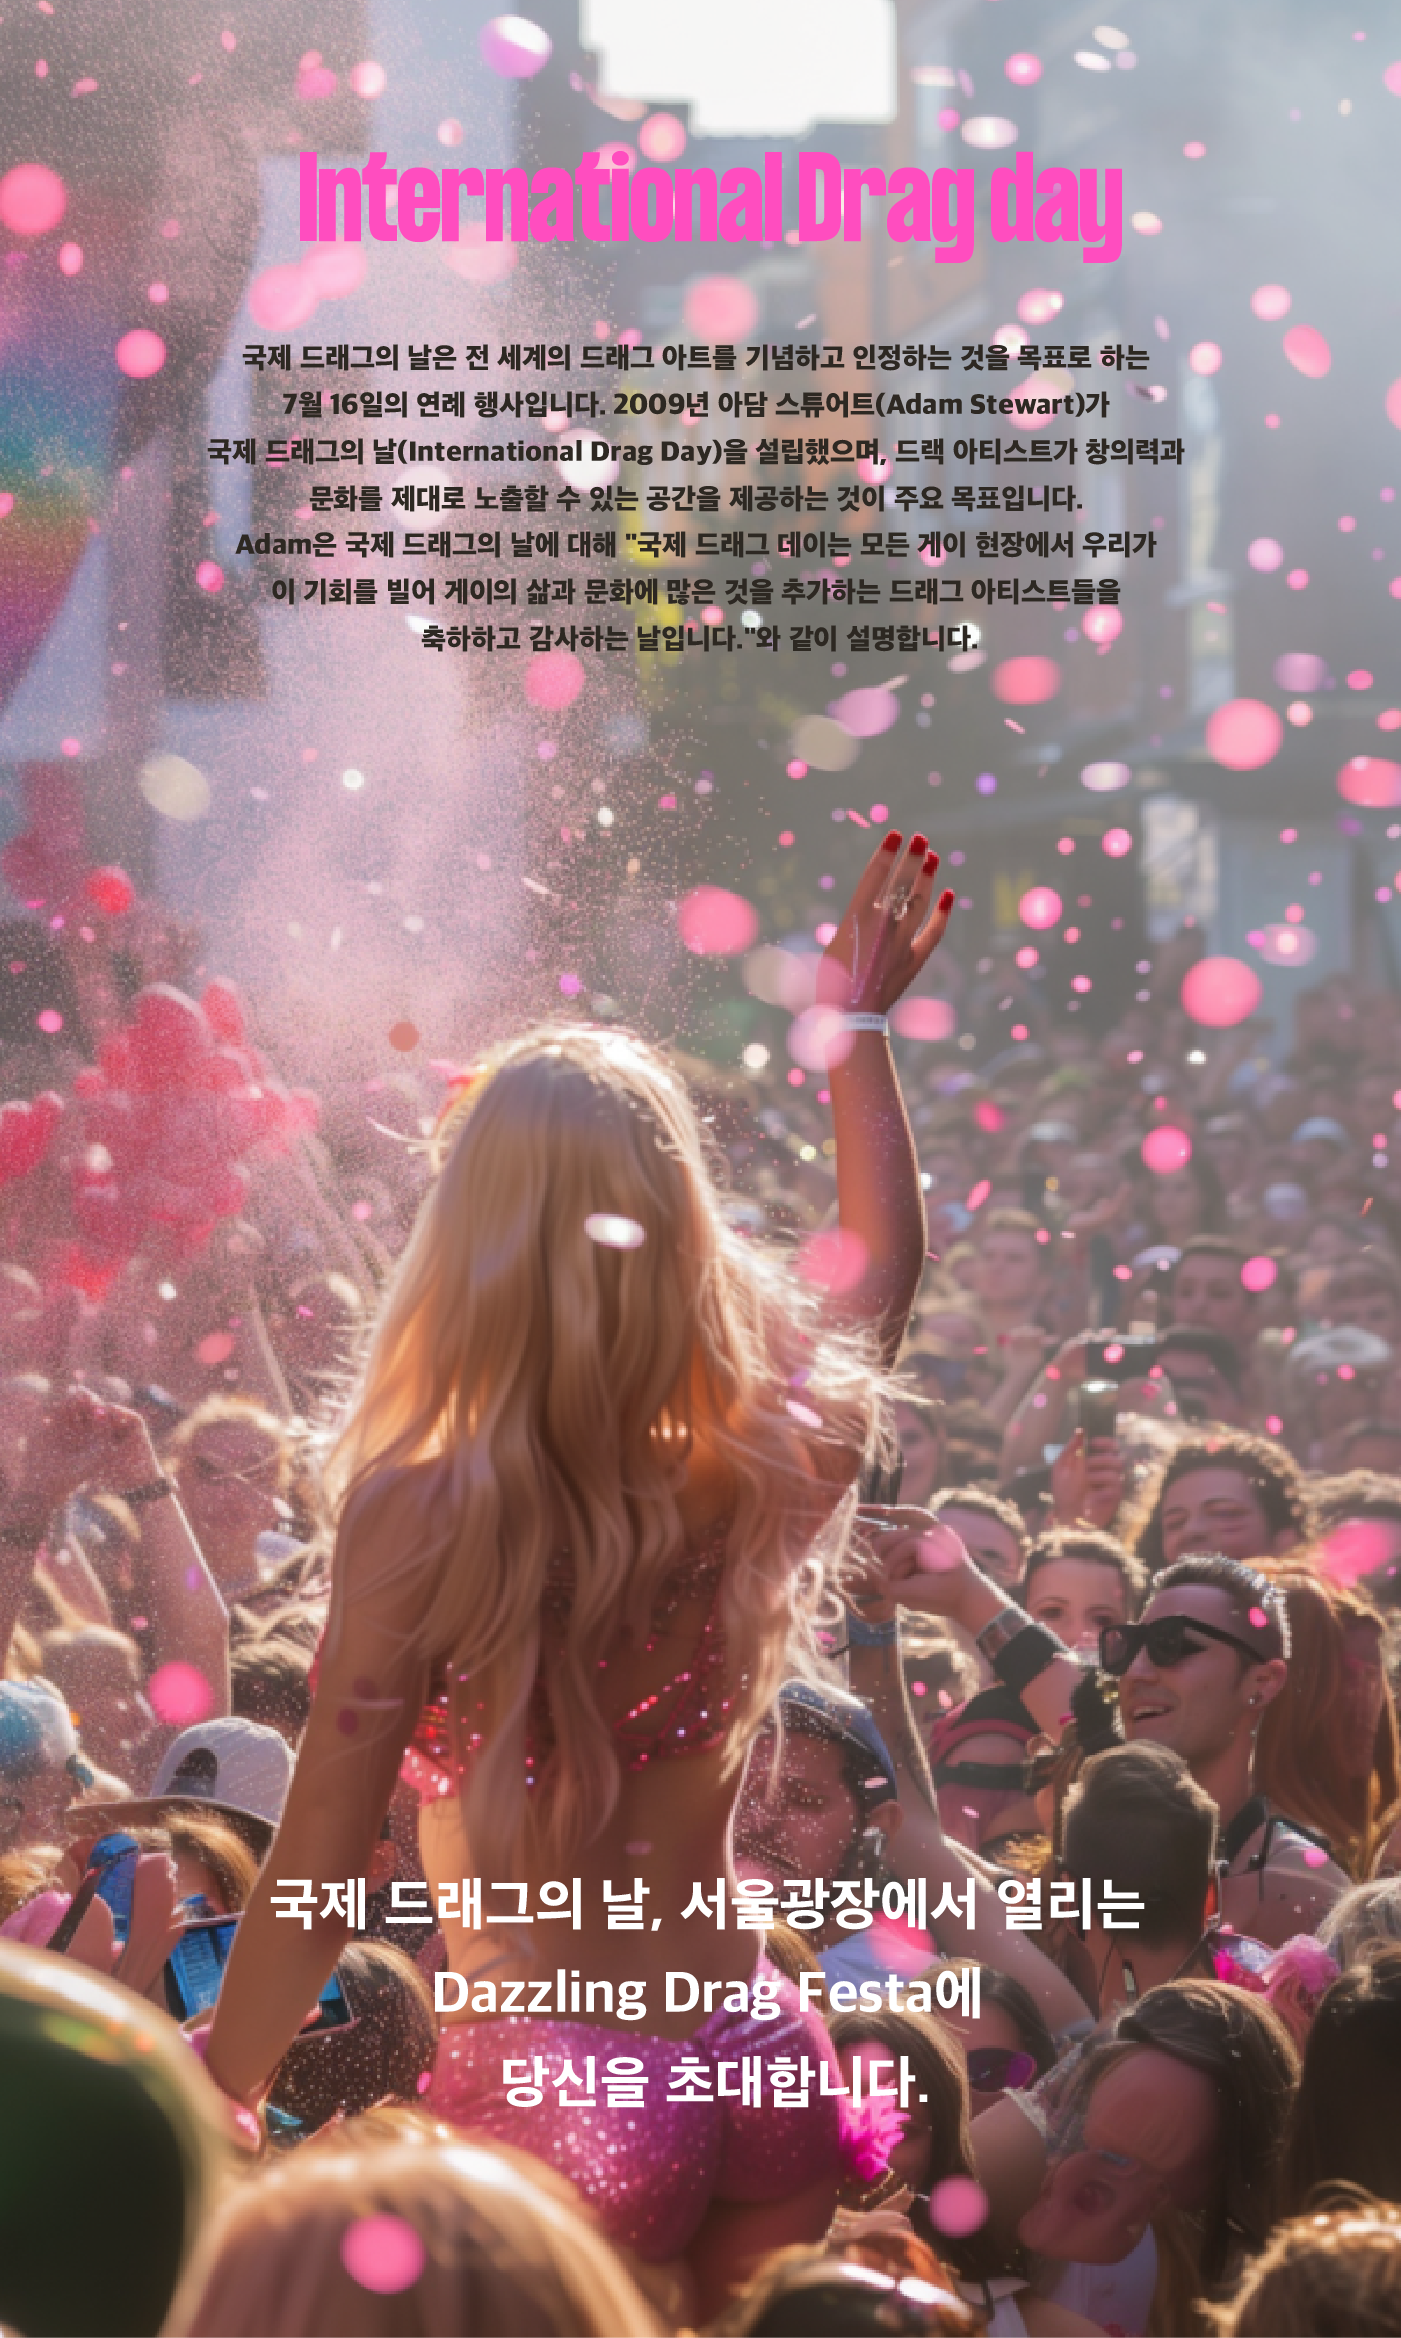 International Drag day
국제 드래그의 날은 전 세계의 드래그 아트를 기념하고 인정하는 것을 목표로 하는
7월 16일의 연례 행사입니다. 2009년 아담 스튜어트(Adam Stewart)가
국제 드래그의 날(International Drag Day)을 설립했으며, 드랙 아티스트가 창의력과
문화를 제대로 노출할 수 있는 공간을 제공하는 것이 주요 목표입니다.
Adam은 국제 드래그의 날에 대해 "국제 드래그 데이는 모든 게이 현장에서 우리가
이 기회를 빌어 게이의 삶과 문화에 많은 것을 추가하는 드래그 아티스트들을
축하하고 감사하는 날입니다."와 같이 설명합니다.
국제 드래그의 날, 서울광장에서 열리는
Dazzling Drag Festa에
당신을 초대합니다.